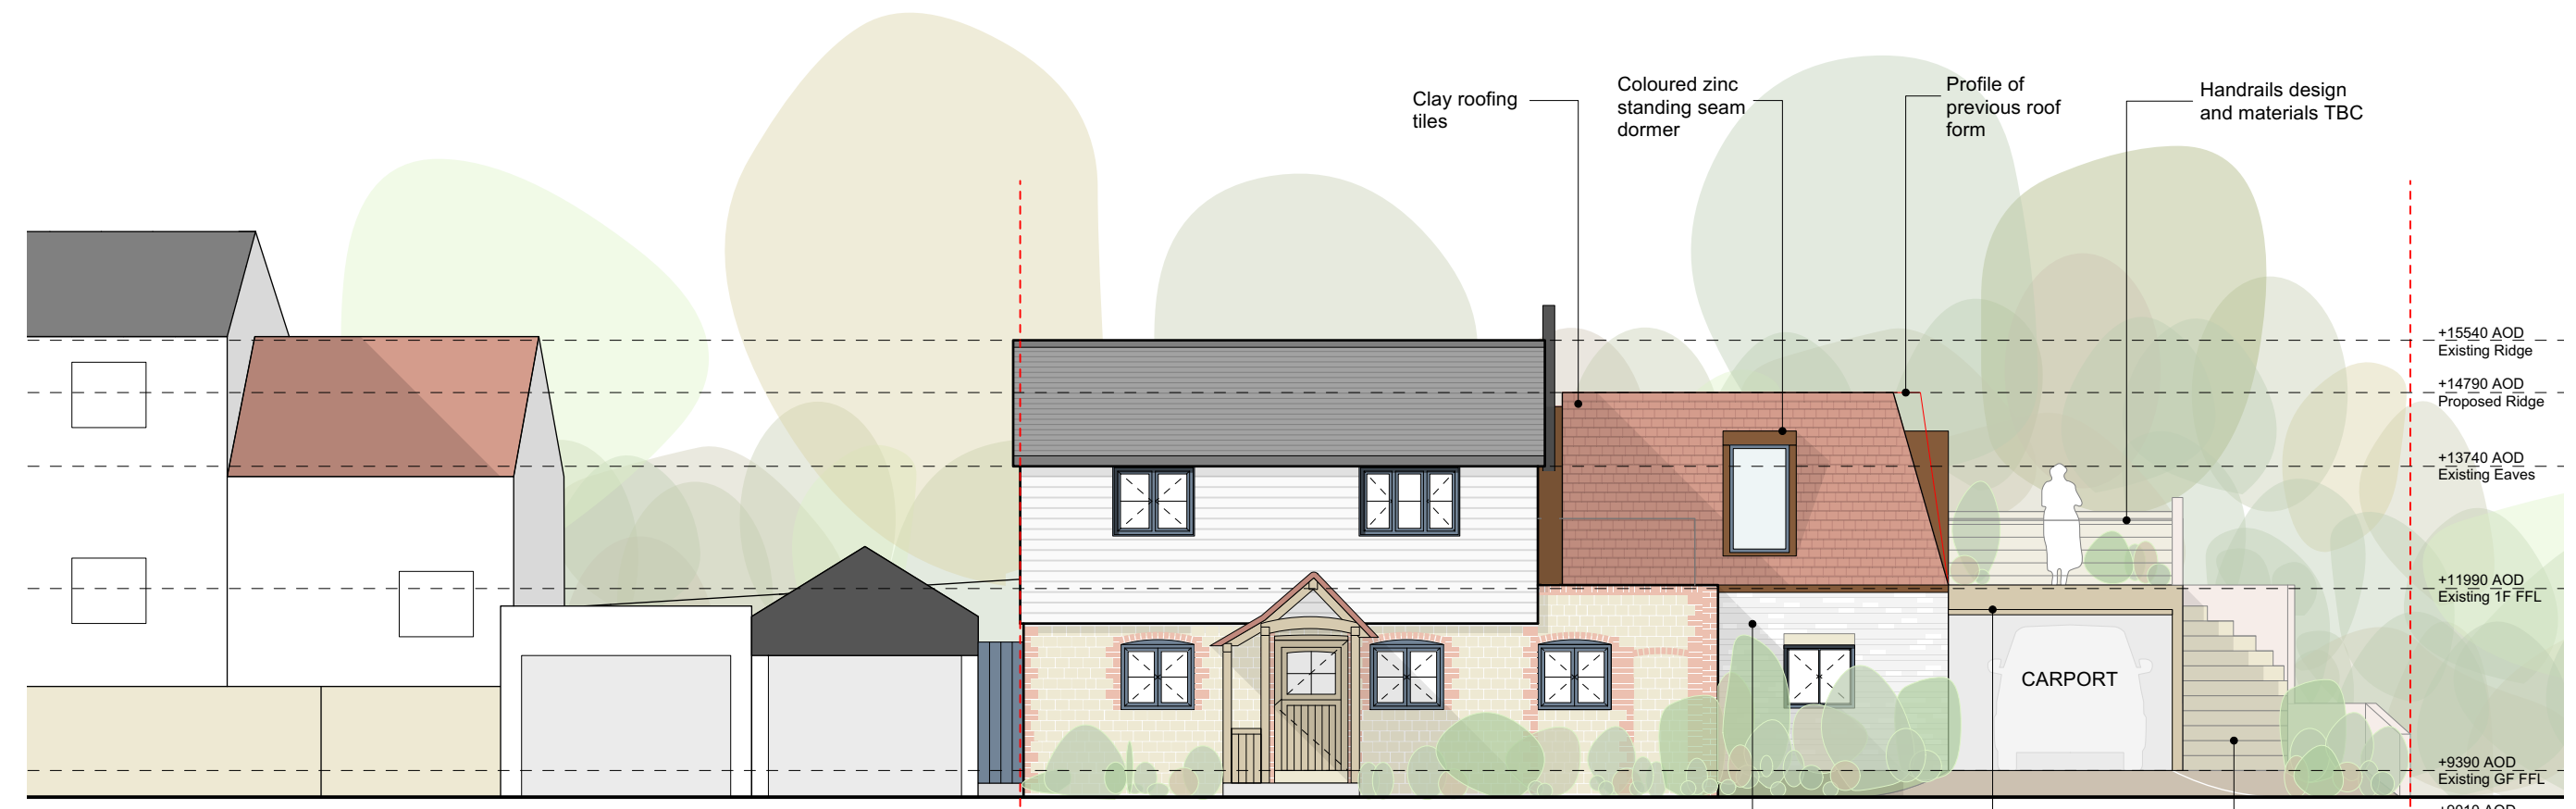 Clay roofing
tiles
Coloured zinc
standing seam
dormer
Profile of
previous roof
form
Handrails design
and materials TBC
+15540 AOD
Existing Ridge
+14790 AOD
Proposed Ridge
+13740 AOD
Existing Eaves
+11990 AOD
Existing 1F FFL
CARPORT
+9390 AOD
Existing GF FFL